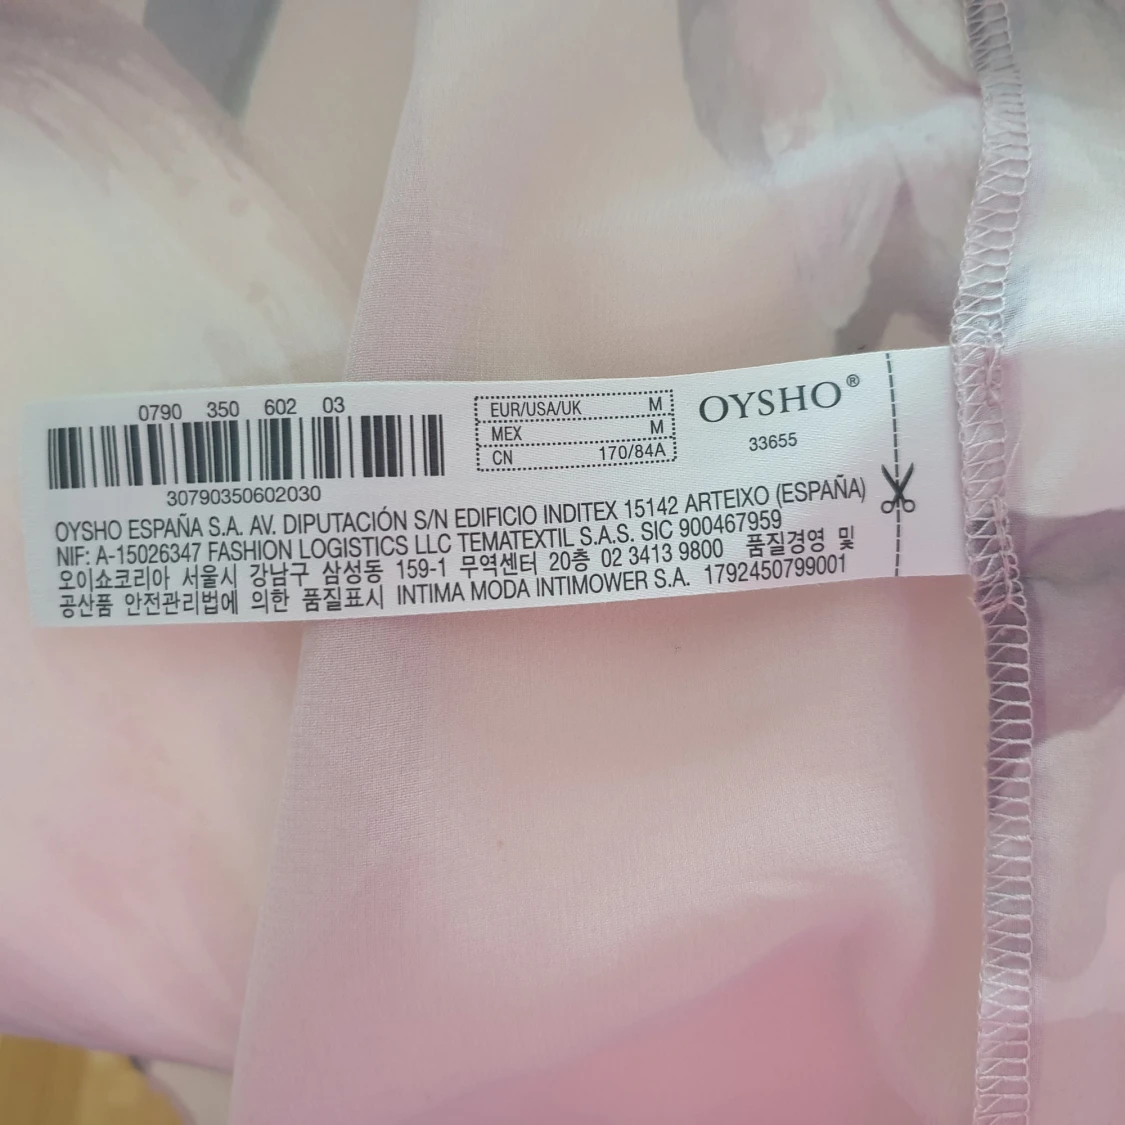 0790 350 602 03
30790350602030
EUR/USA/UK M
MEX M
CN 170/84A
OYSHO®
33655
OYSHO ESPAÑA S.A. AV. DIPUTACIÓN S/N EDIFICIO INDITEX 15142 ARTEIXO (ESPAÑA)
NIF: A-15026347 FASHION LOGISTICS LLC TEMATEXTIL S.A.S. SIC 900467959
오이쇼코리아 서울시 강남구 삼성동 159-1 무역센터 20층 02 3413 9800 품질경영 및
공산품 안전관리법에 의한 품질표시 INTIMA MODA INTIMOWER S.A. 1792450799001